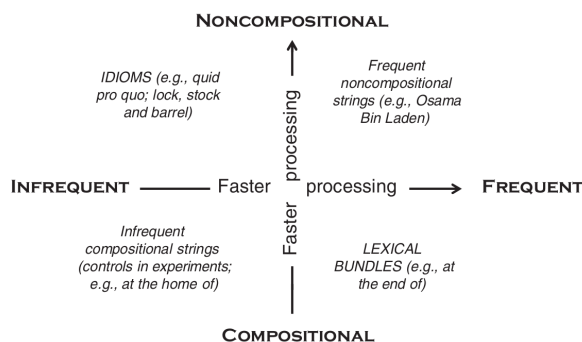 NONCOMPOSITIONAL
IDIOMS (e.g., quid
pro quo; lock, stock
and barrel)
Frequent
noncompositional
strings (e.g., Osama
Bin Laden)
Faster processing
INFREQUENT
Faster processing
FREQUENT
Infrequent
compositional strings
(controls in experiments;
e.g., at the home of)
LEXICAL
BUNDLES (e.g., at
the end of)
COMPOSITIONAL